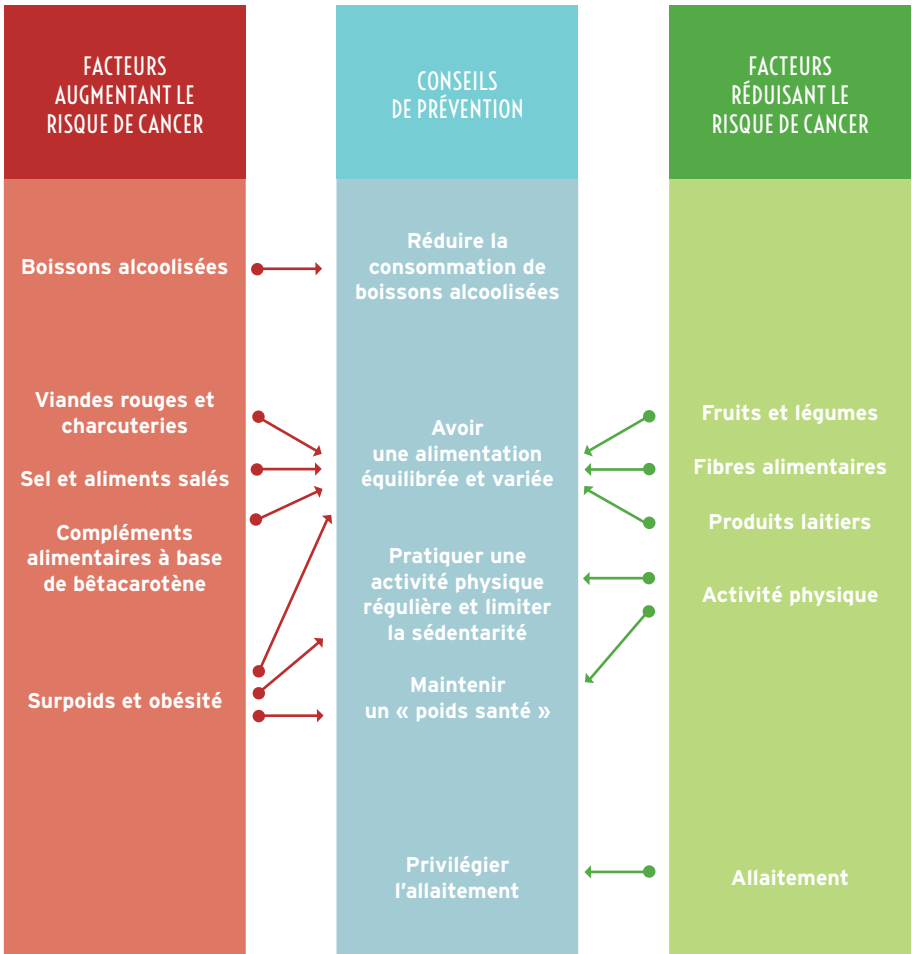 FACTEURS
AUGMENTANT LE
RISQUE DE CANCER
Boissons alcoolisées
Viandes rouges et
charcuteries
Sel et aliments salés
Compléments
alimentaires à base
de bêtacarotène
Surpoids et obésité
CONSEILS
DE PRÉVENTION
Réduire la
consommation de
boissons alcoolisées
Avoir
une alimentation
équilibrée et variée
Pratiquer une
activité physique
régulière et limiter
la sédentarité
Maintenir
un « poids santé »
Privilégier
l’allaitement
FACTEURS
RÉDUISANT LE
RISQUE DE CANCER
Fruits et légumes
Fibres alimentaires
Produits laitiers
Activité physique
Allaitement